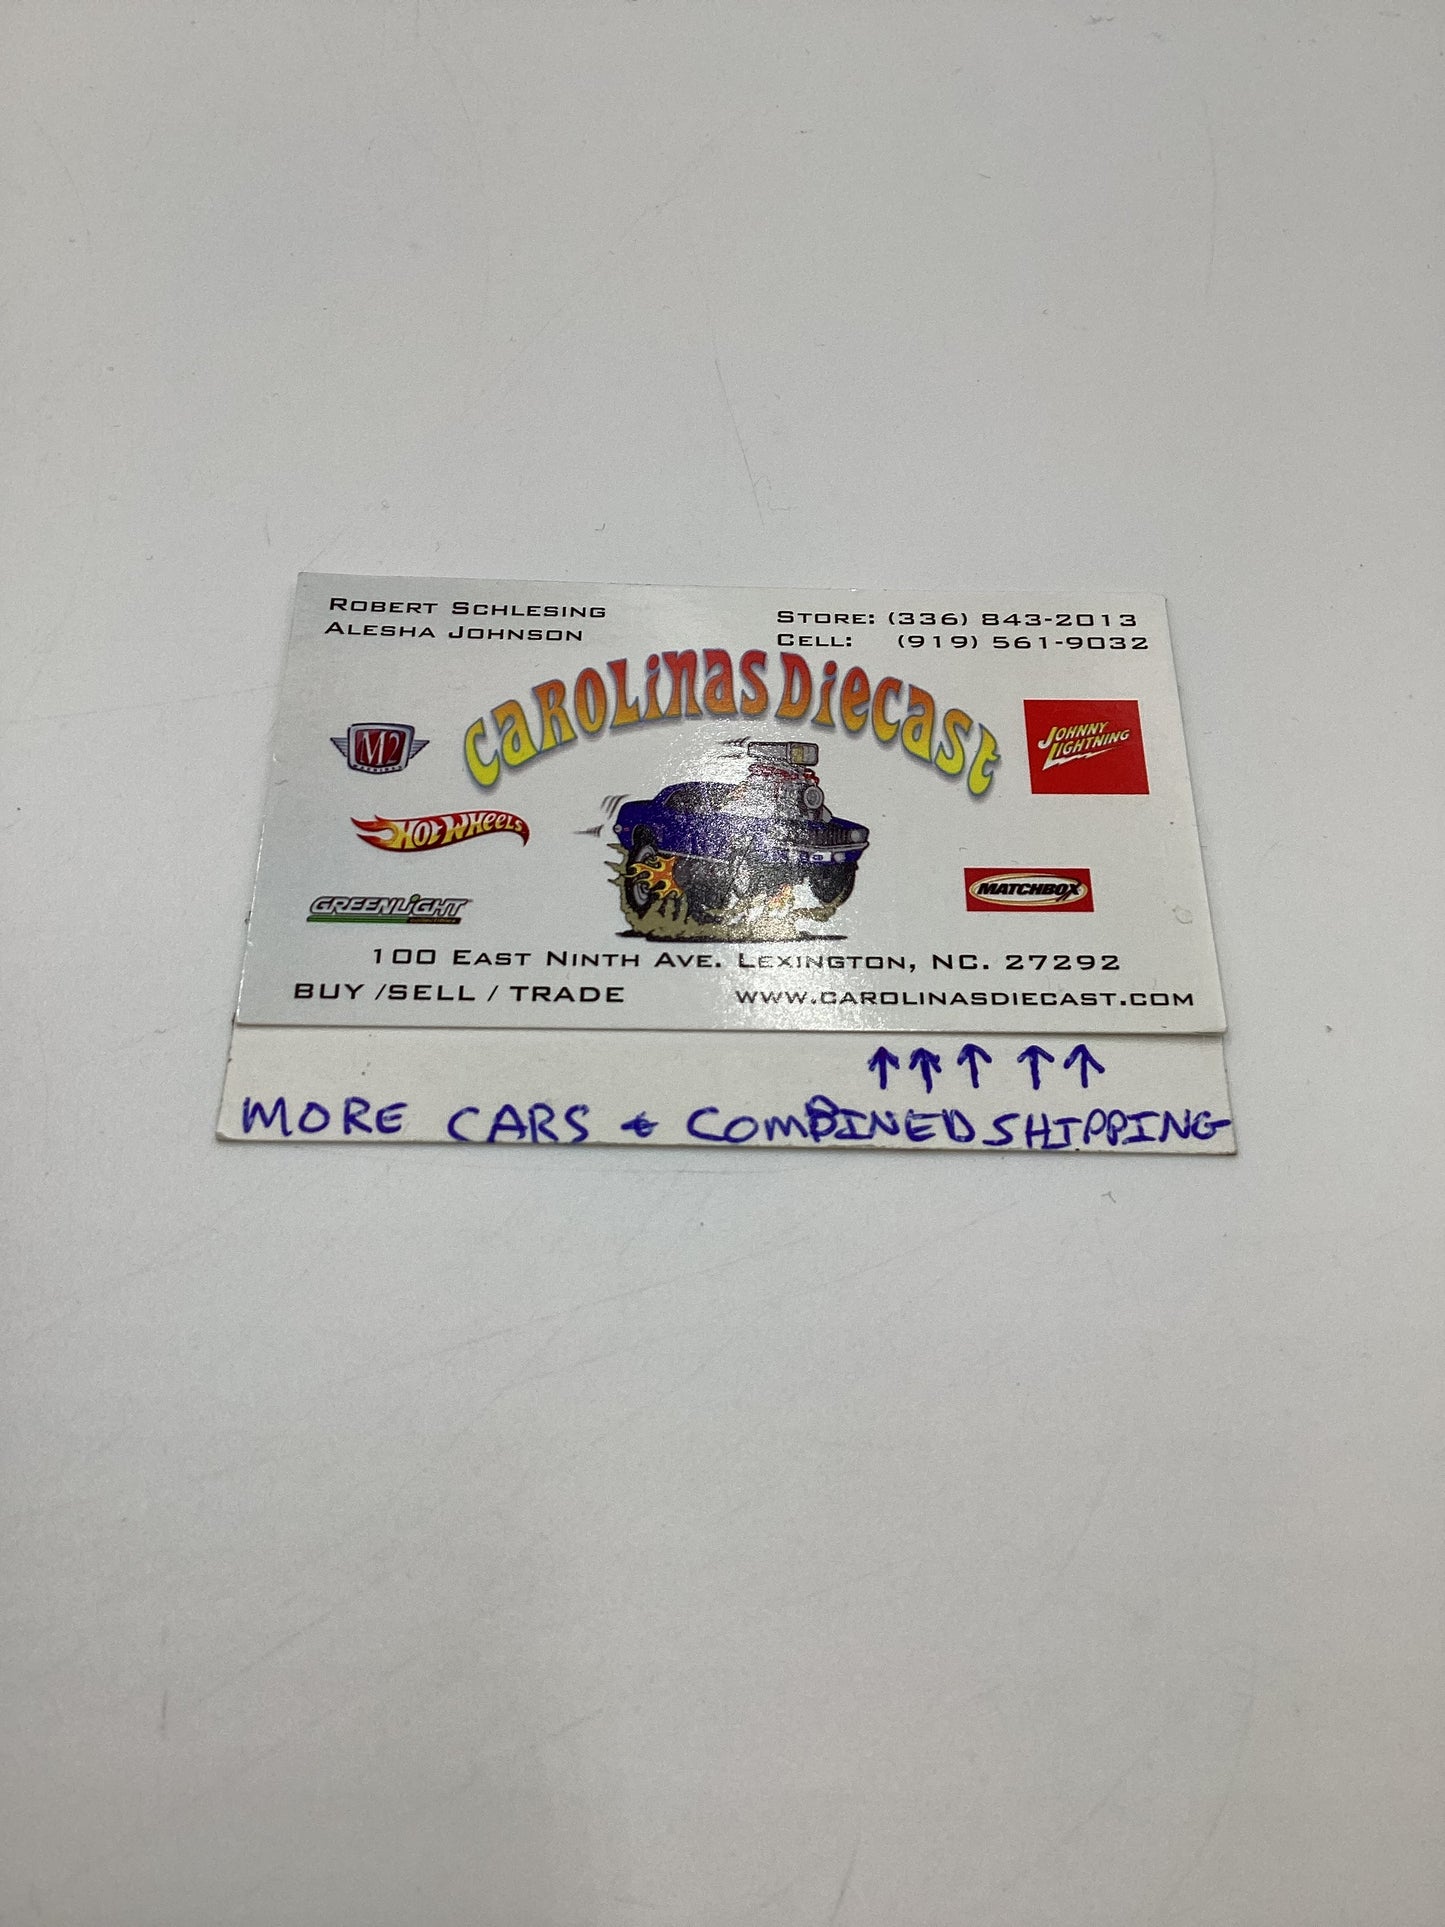 ROBERT SCHLESING
ALESHA JOHNSON
STORE: (336) 843-2013
CELL: (919) 561-9032
CAROLINAS DIECAST
M2
MACHINES
JOHNNY
LIGHTNING
HOT WHEELS
GREENLIGHT
MATCHBOX
100 EAST NINTH AVE. LEXINGTON, NC. 27292
BUY /SELL / TRADE
WWW.CAROLINASDIECAST.COM
↑↑↑ ↑↑
MORE CARS & COMBINED SHIPPING